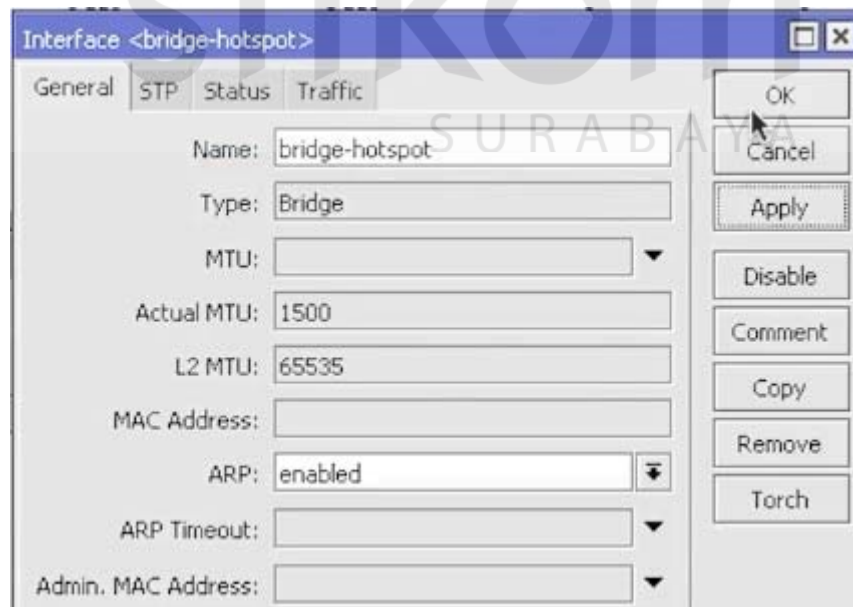 stikom
SURABAYA
Interface <bridge-hotspot>
General STP Status Traffic
Name: bridge-hotspot
Type: Bridge
MTU:
Actual MTU: 1500
L2 MTU: 65535
MAC Address:
ARP: enabled
ARP Timeout:
Admin. MAC Address:
OK
Cancel
Apply
Disable
Comment
Copy
Remove
Torch